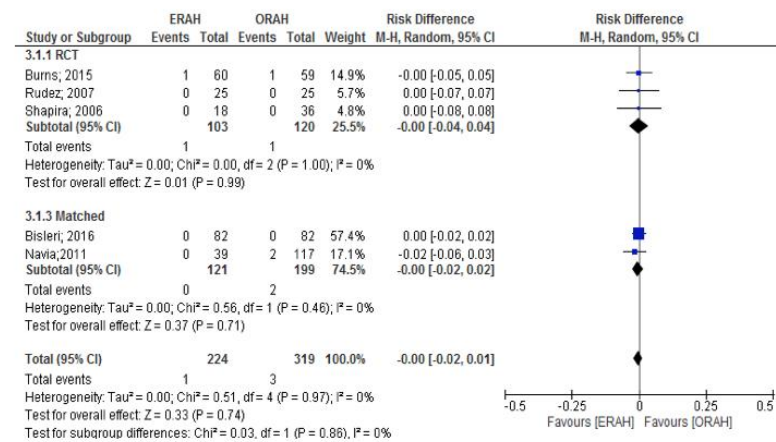 ERAH ORAH Risk Difference Risk Difference
Study or Subgroup Events Total Events Total Weight M-H, Random, 95% CI M-H, Random, 95% CI
3.1.1 RCT
Burns; 2015 1 60 1 59 14.9% -0.00 [-0.05, 0.05]
Rudez; 2007 0 25 0 25 5.7% 0.00 [-0.07, 0.07]
Shapira; 2006 0 18 0 36 4.8% 0.00 [-0.08, 0.08]
Subtotal (95% CI) 103 120 25.5% -0.00 [-0.04, 0.04]
Total events 1 1
Heterogeneity: Tau² = 0.00; Chi² = 0.00, df = 2 (P = 1.00); I² = 0%
Test for overall effect: Z = 0.01 (P = 0.99)
3.1.3 Matched
Bisleri; 2016 0 82 0 82 57.4% 0.00 [-0.02, 0.02]
Navia;2011 0 39 2 117 17.1% -0.02 [-0.06, 0.03]
Subtotal (95% CI) 121 199 74.5% -0.00 [-0.02, 0.02]
Total events 0 2
Heterogeneity: Tau² = 0.00; Chi² = 0.56, df = 1 (P = 0.46); I² = 0%
Test for overall effect: Z = 0.37 (P = 0.71)
Total (95% CI) 224 319 100.0% -0.00 [-0.02, 0.01]
Total events 1 3
Heterogeneity: Tau² = 0.00; Chi² = 0.51, df = 4 (P = 0.97); I² = 0%
Test for overall effect: Z = 0.33 (P = 0.74)
Test for subgroup differences: Chi² = 0.03, df = 1 (P = 0.86), I² = 0%
-0.5 -0.25 0 0.25 0.5
Favours [ERAH] Favours [ORAH]